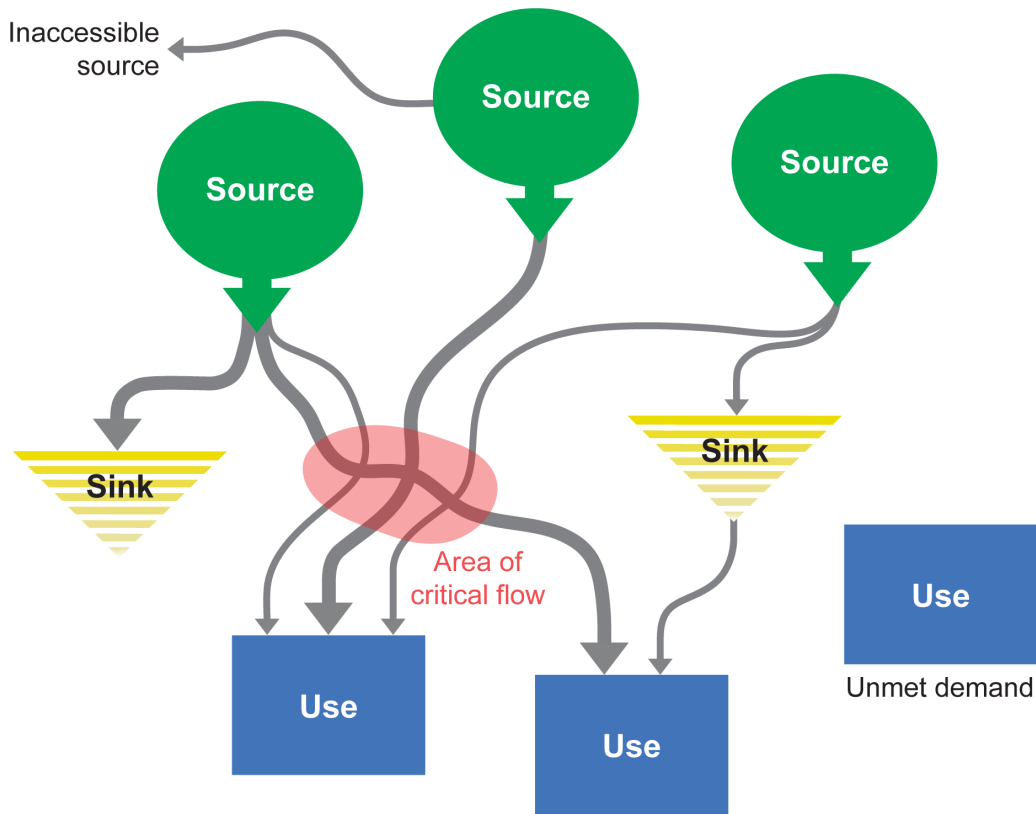 Inaccessible
source
Source
Source
Source
Sink
Sink
Area of
critical flow
Use
Use
Use
Unmet demand